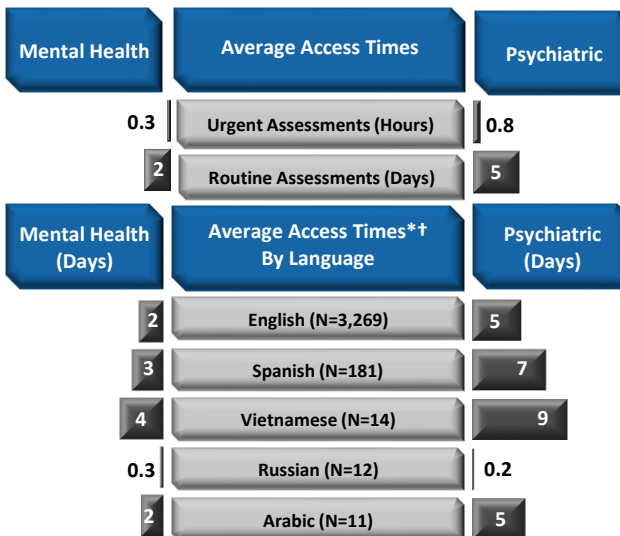 Mental Health Average Access Times Psychiatric
0.3 Urgent Assessments (Hours) 0.8
2 Routine Assessments (Days) 5
Mental Health (Days) Average Access Times*† By Language Psychiatric (Days)
2 English (N=3,269) 5
3 Spanish (N=181) 7
4 Vietnamese (N=14) 9
0.3 Russian (N=12) 0.2
2 Arabic (N=11) 5